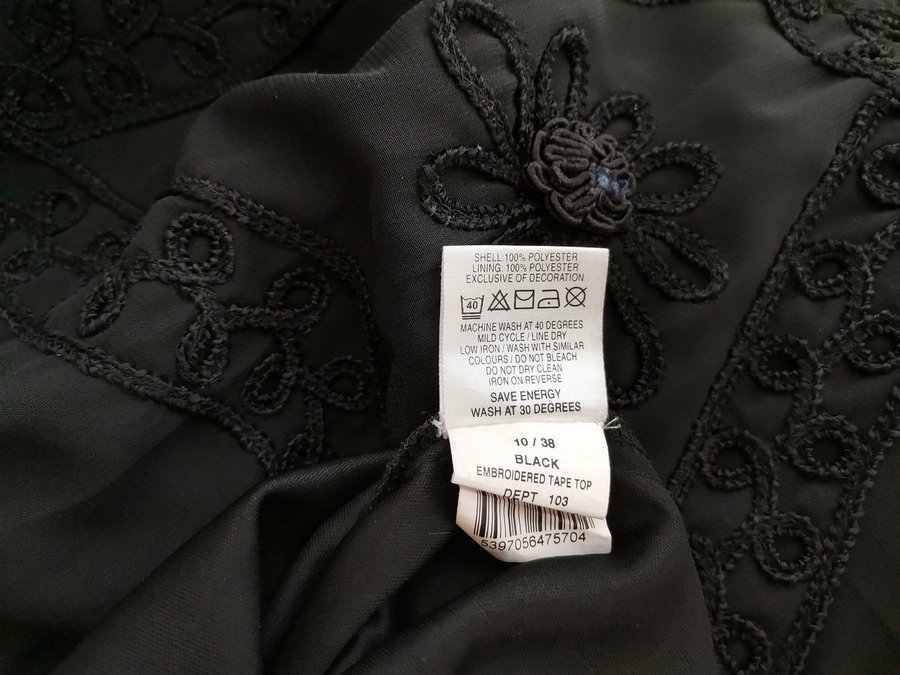 SHELL: 100% POLYESTER
LINING: 100% POLYESTER
EXCLUSIVE OF DECORATION
40
MACHINE WASH AT 40 DEGREES
MILD CYCLE / LINE DRY
LOW IRON / WASH WITH SIMILAR
COLOURS / DO NOT BLEACH
DO NOT DRY CLEAN
IRON ON REVERSE
SAVE ENERGY
WASH AT 30 DEGREES
10 / 38
BLACK
EMBROIDERED TAPE TOP
DEPT 103
5397056475704